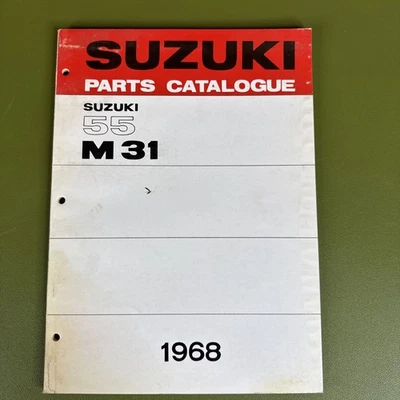 SUZUKI
PARTS CATALOGUE
SUZUKI
55
M 31
1968